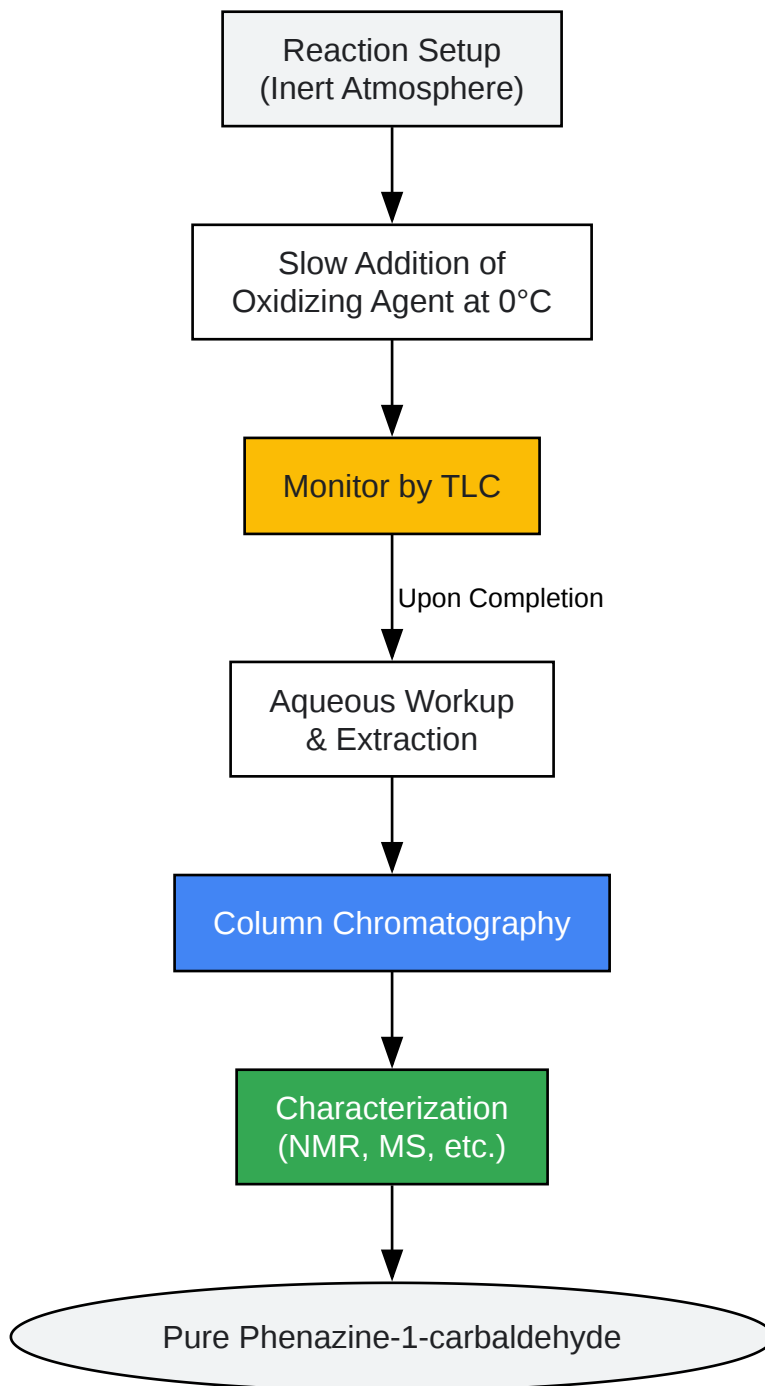 Reaction Setup
(Inert Atmosphere)
Slow Addition of
Oxidizing Agent at 0°C
Monitor by TLC
Upon Completion
Aqueous Workup
& Extraction
Column Chromatography
Characterization
(NMR, MS, etc.)
Pure Phenazine-1-carbaldehyde